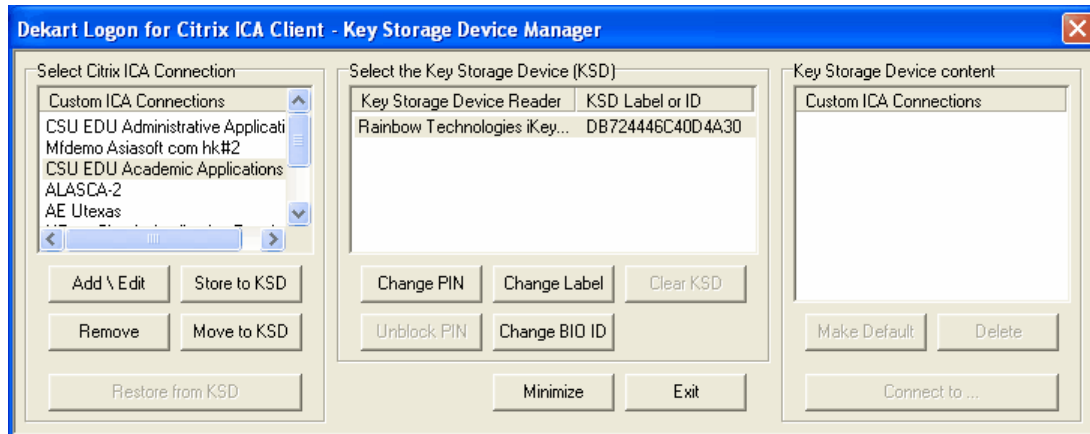 Dekart Logon for Citrix ICA Client - Key Storage Device Manager
Select Citrix ICA Connection
Custom ICA Connections
CSU EDU Administrative Applicati
Mfdemo Asiasoft com hk#2
CSU EDU Academic Applications
ALASCA-2
AE Utexas
Add \ Edit
Store to KSD
Remove
Move to KSD
Restore from KSD
Select the Key Storage Device (KSD)
Key Storage Device Reader
KSD Label or ID
Rainbow Technologies iKey...
DB724446C40D4A30
Change PIN
Change Label
Clear KSD
Unblock PIN
Change BIO ID
Minimize
Exit
Key Storage Device content
Custom ICA Connections
Make Default
Delete
Connect to ...